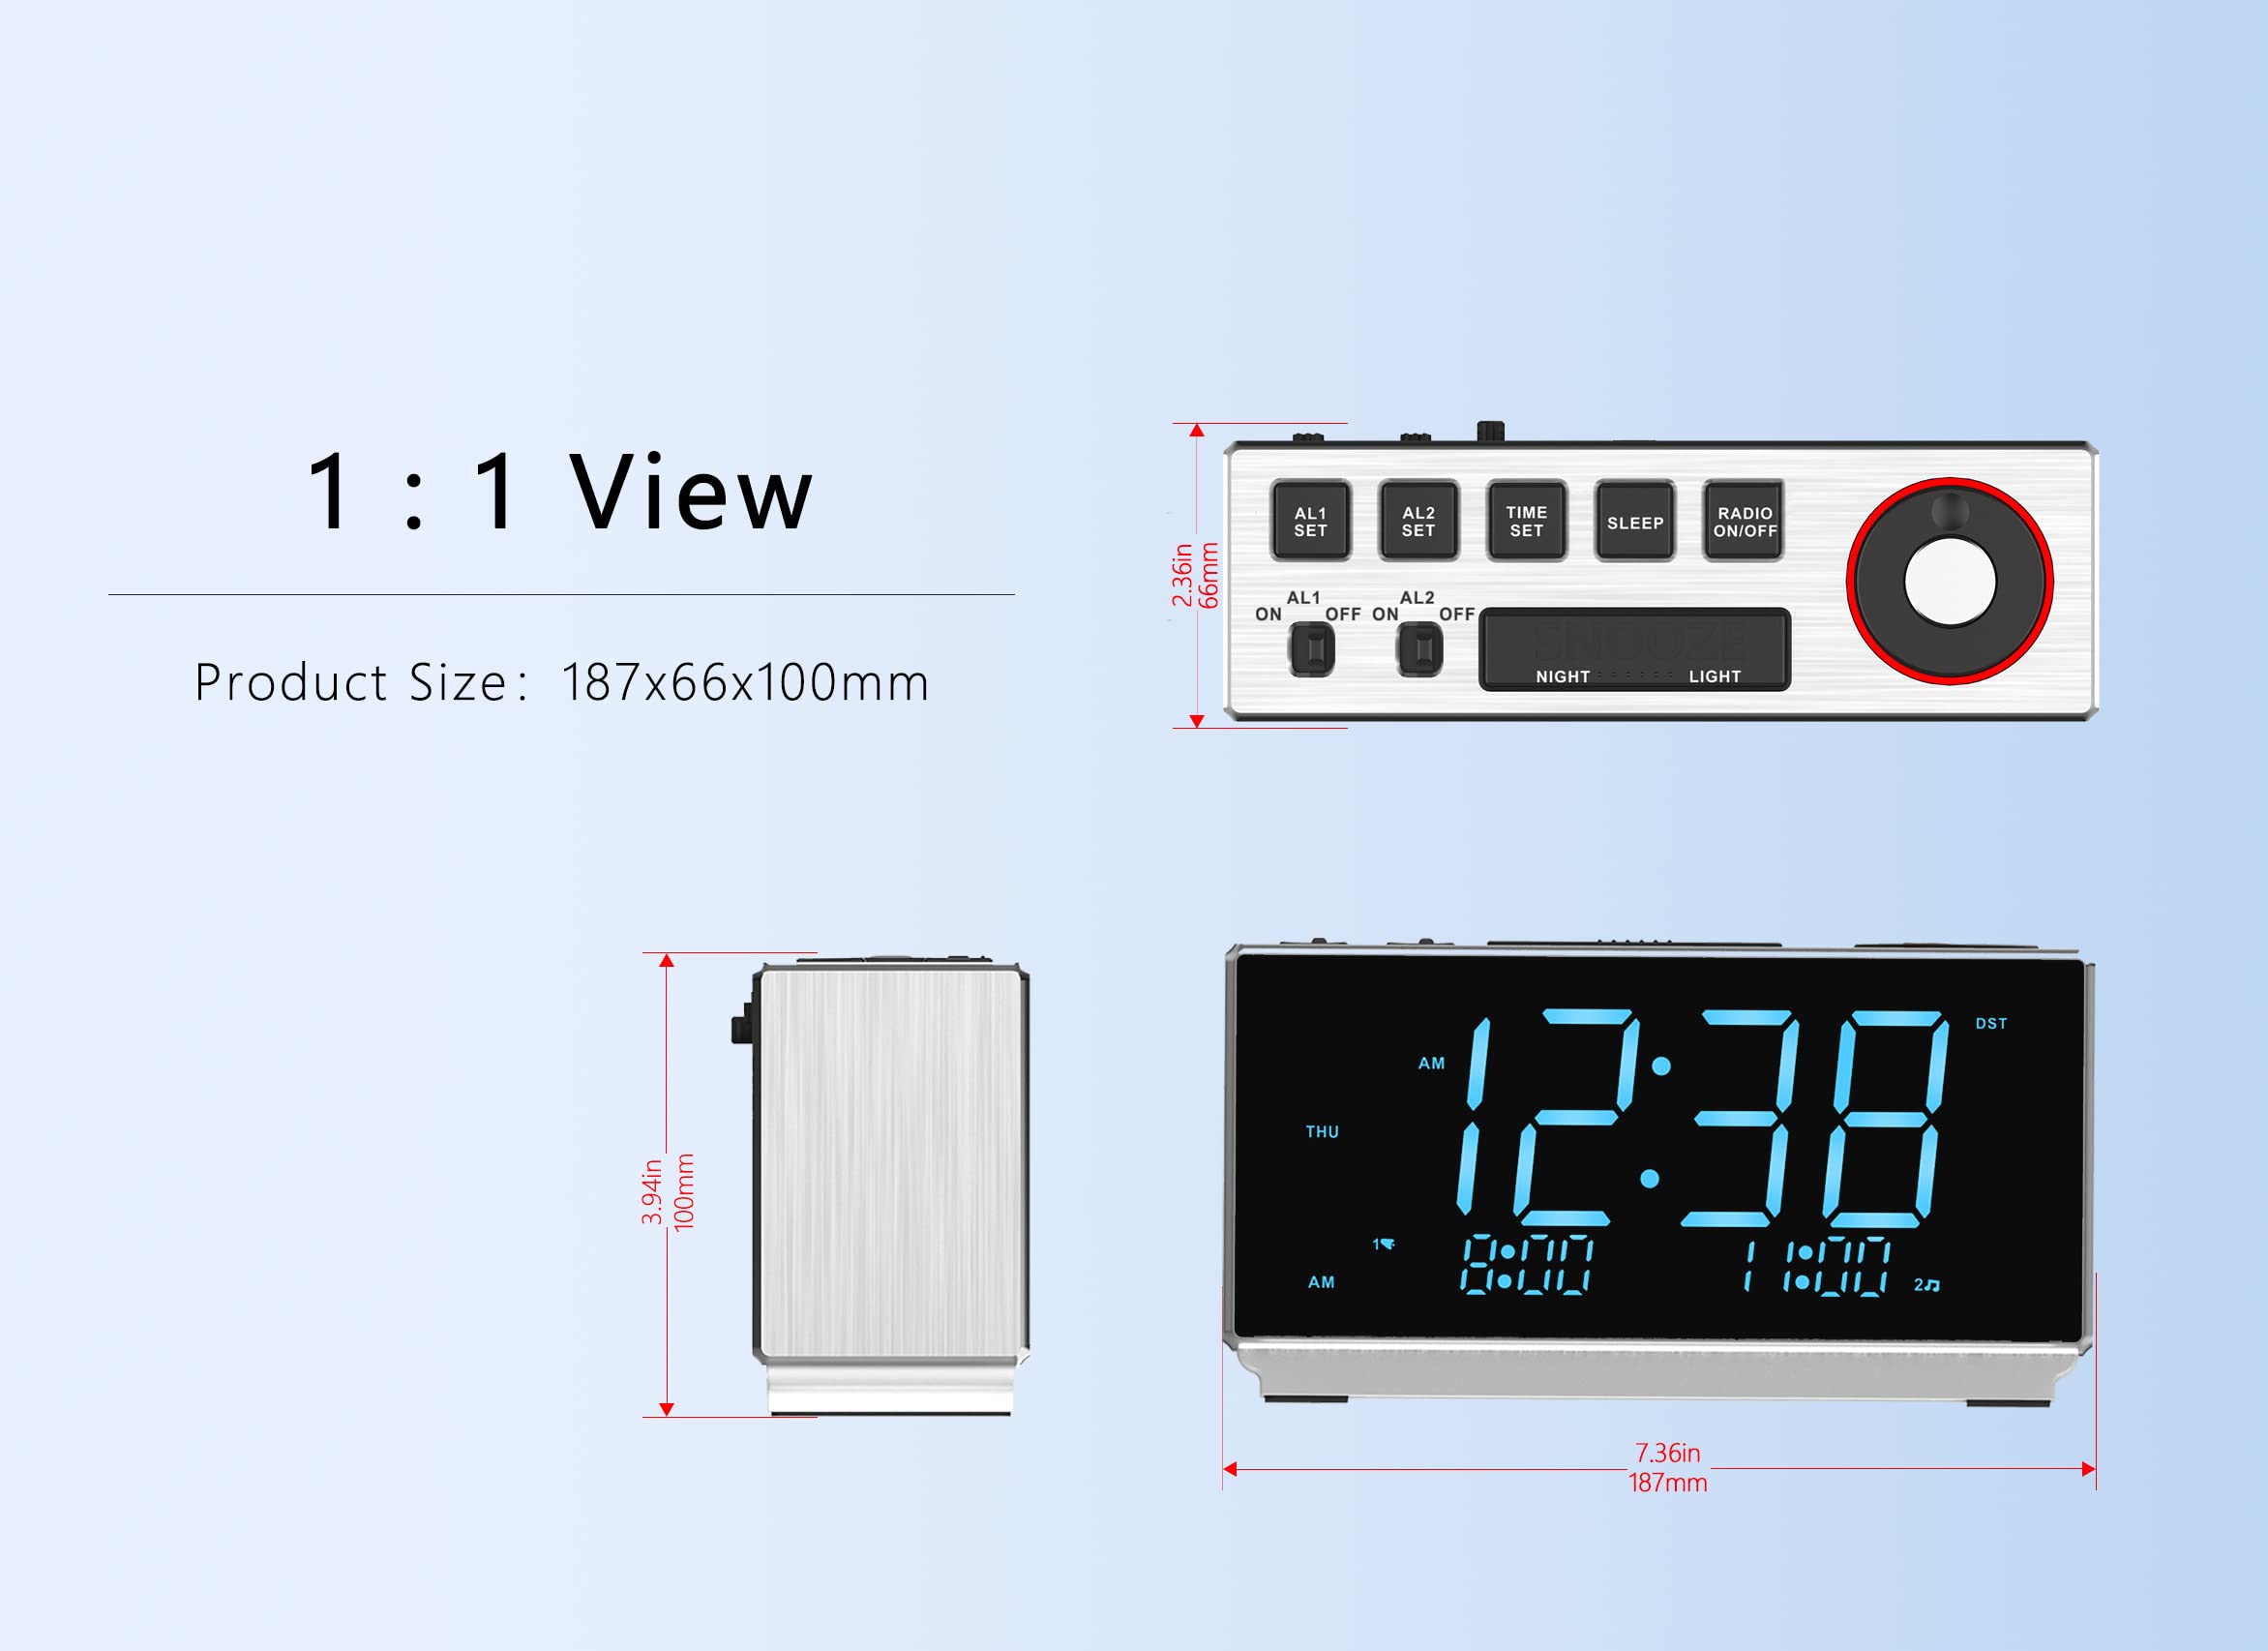 1 : 1 View
Product Size: 187x66x100mm
2.36in
66mm
AL1
SET
AL2
SET
TIME
SET
SLEEP
RADIO
ON/OFF
AL1
ON OFF
AL2
ON OFF
SNOOZE
NIGHT LIGHT
3.94in
100mm
DST
AM
12:38
THU
1
8:00
11:00
AM
2
7.36in
187mm